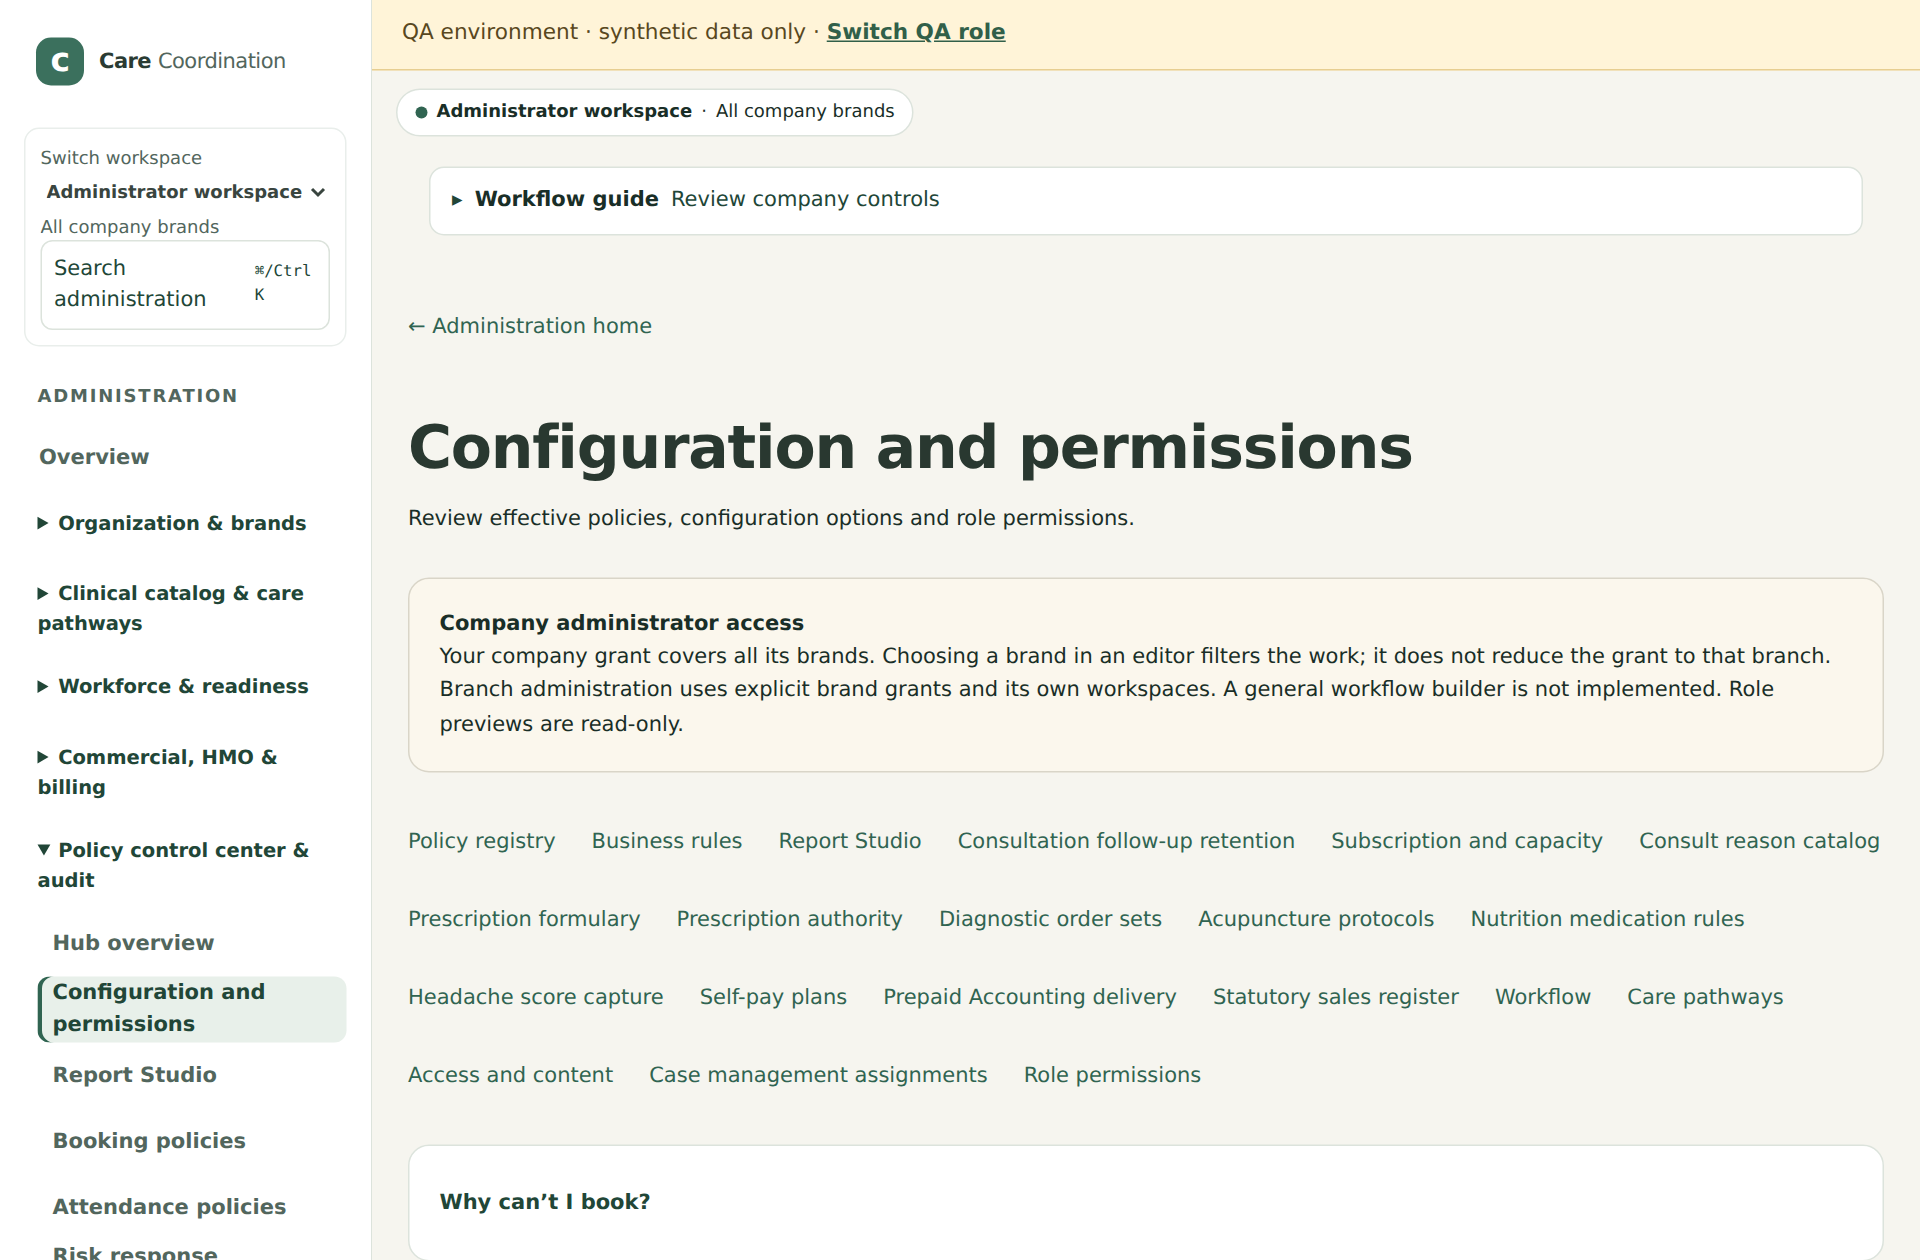 C
Care Coordination
Switch workspace
Administrator workspace
All company brands
Search
administration
⌘/Ctrl
K
ADMINISTRATION
Overview
Organization & brands
Clinical catalog & care
pathways
Workforce & readiness
Commercial, HMO &
billing
Policy control center &
audit
Hub overview
Configuration and
permissions
Report Studio
Booking policies
Attendance policies
Risk response
QA environment · synthetic data only · Switch QA role
Administrator workspace · All company brands
Workflow guide Review company controls
← Administration home
Configuration and permissions
Review effective policies, configuration options and role permissions.
Company administrator access
Your company grant covers all its brands. Choosing a brand in an editor filters the work; it does not reduce the grant to that branch.
Branch administration uses explicit brand grants and its own workspaces. A general workflow builder is not implemented. Role
previews are read-only.
Policy registry Business rules Report Studio Consultation follow-up retention Subscription and capacity Consult reason catalog
Prescription formulary Prescription authority Diagnostic order sets Acupuncture protocols Nutrition medication rules
Headache score capture Self-pay plans Prepaid Accounting delivery Statutory sales register Workflow Care pathways
Access and content Case management assignments Role permissions
Why can’t I book?